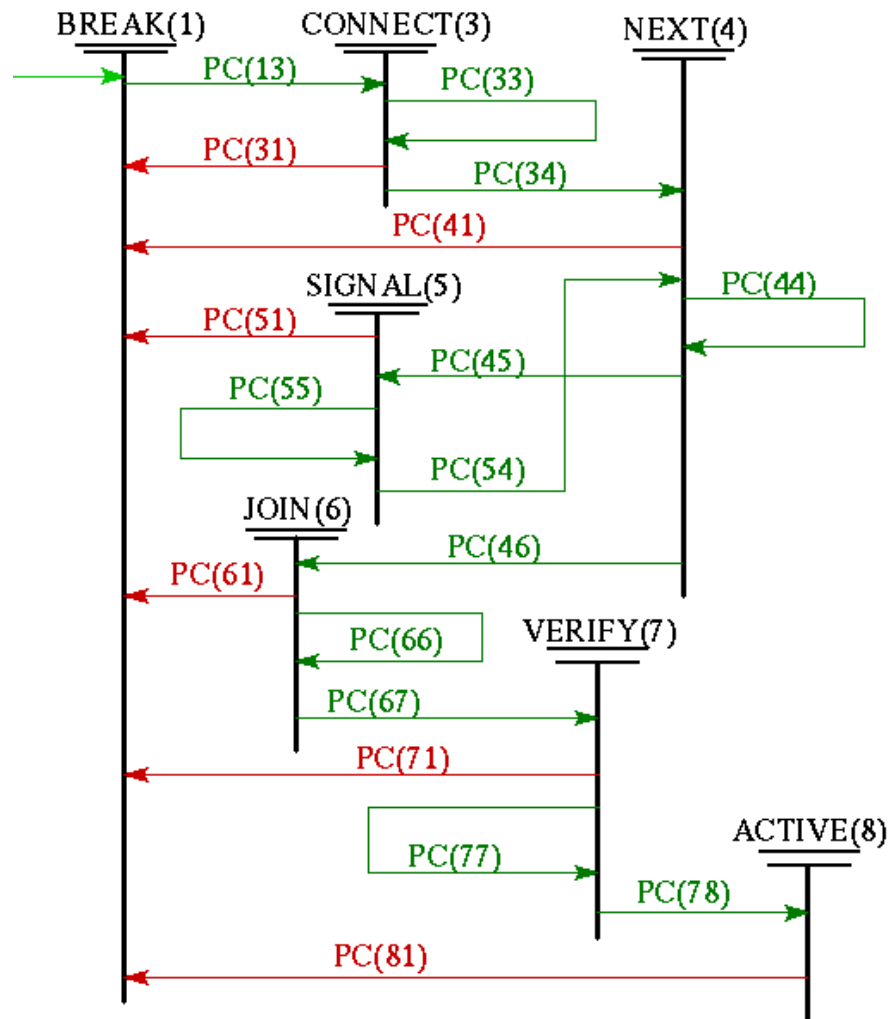 BREAK(1)
CONNECT(3)
NEXT(4)
PC(13)
PC(33)
PC(31)
PC(34)
PC(41)
SIGNAL(5)
PC(44)
PC(51)
PC(45)
PC(55)
PC(54)
JOIN(6)
PC(46)
PC(61)
PC(66)
VERIFY(7)
PC(67)
PC(71)
PC(77)
ACTIVE(8)
PC(78)
PC(81)